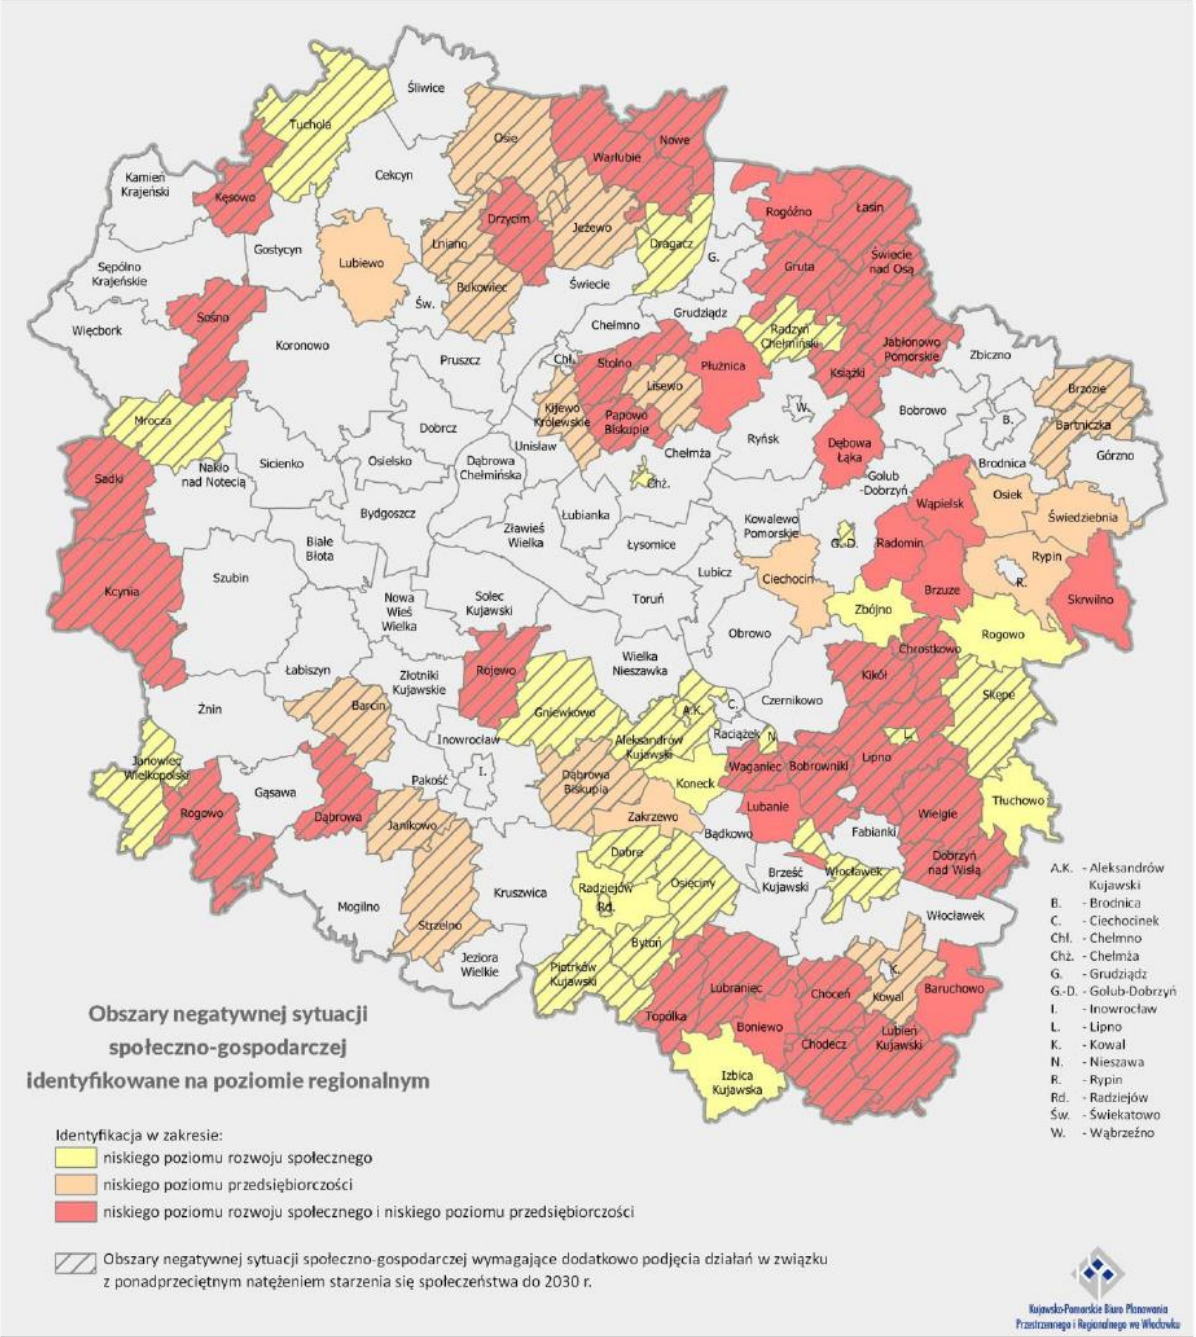 Śliwice
Tuchola
Osie
Nowe
Warlubie
Kamień
Krajeński
Cekcyn
Kęsowo
Rogóźno
Łasin
Drzycim
Jeżewo
Lniano
Dragacz
Gostycyn
Lubiewo
G.
Świecie
nad Osą
Sępólno
Krajeńskie
Gruta
Bukowiec
Świecie
Św.
Sośno
Grudziądz
Więcbork
Chełmno
Radzyń
Chełmiński
Koronowo
Jabłonowo
Pomorskie
Zbiczno
Pruszcz
Chł.
Stolno
Płużnica
Książki
Lisewo
Brzozie
Kijewo
Królewskie
W.
Bobrowo
B.
Papowo
Biskupie
Mrocza
Bartniczka
Dobrcz
Ryńsk
Dębowa
Łąka
Unisław
Chełmża
Górzno
Sicienko
Osielsko
Dąbrowa
Chełmińska
Brodnica
Nakło
nad Notecią
Sadki
Golub
-Dobrzyń
Chż.
Osiek
Wąpielsk
Bydgoszcz
Łubianka
Świedziebnia
Kowalewo
Pomorskie
Zławieś
Wielka
Białe
Błota
Łysomice
G.-D.
Radomin
Rypin
Szubin
Lubicz
Ciechocin
R.
Kcynia
Brzuze
Nowa
Wieś
Wielka
Solec
Kujawski
Toruń
Skrwilno
Zbójno
Obrowo
Rogowo
Chrostkowo
Wielka
Nieszawka
Łabiszyn
Rojewo
Złotniki
Kujawskie
Kikół
Skępe
Czernikowo
Żnin
Barcin
A.K.
C.
Gniewkowo
Inowrocław
Aleksandrów
Kujawski
Raciążek
N.
L.
Janowiec
Wielkopolski
Lipno
Waganiec
Bobrowniki
I.
Pakość
Dąbrowa
Biskupia
Koneck
Gąsawa
Tłuchowo
Lubanie
Rogowo
Dąbrowa
Zakrzewo
Wielgie
Janikowo
Bądkowo
Fabianki
Dobre
Dobrzyń
nad Wisłą
Brześć
Kujawski
Włocławek
Osięciny
Radziejów
Kruszwica
Rd.
Mogilno
Włocławek
Strzelno
Bytoń
Jeziora
Wielkie
Piotrków
Kujawski
K.
Lubraniec
Choceń
Kowal
Baruchowo
Topólka
Boniewo
Lubień
Kujawski
Chodecz
Izbica
Kujawska
A.K. - Aleksandrów
Kujawski
B. - Brodnica
C. - Ciechocinek
Chł. - Chełmno
Chż. - Chełmża
G. - Grudziądz
G.-D. - Golub-Dobrzyń
I. - Inowrocław
L. - Lipno
K. - Kowal
N. - Nieszawa
R. - Rypin
Rd. - Radziejów
Św. - Świekatowo
W. - Wąbrzeźno
Obszary negatywnej sytuacji
społeczno-gospodarczej
identyfikowane na poziomie regionalnym
Identyfikacja w zakresie:
niskiego poziomu rozwoju społecznego
niskiego poziomu przedsiębiorczości
niskiego poziomu rozwoju społecznego i niskiego poziomu przedsiębiorczości
Obszary negatywnej sytuacji społeczno-gospodarczej wymagające dodatkowo podjęcia działań w związku
z ponadprzeciętnym natężeniem starzenia się społeczeństwa do 2030 r.
Kujawsko-Pomorskie Biuro Planowania
Przestrzennego i Regionalnego we Włocławku